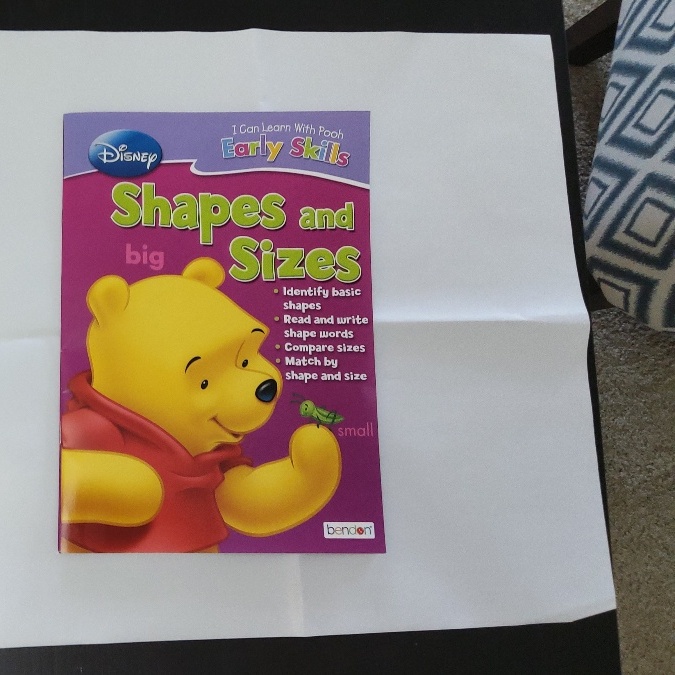 Disney
I Can Learn With Pooh
Early Skills
Shapes and
Sizes
big
• Identify basic
shapes
• Read and write
shape words
• Compare sizes
• Match by
shape and size
small
bendon